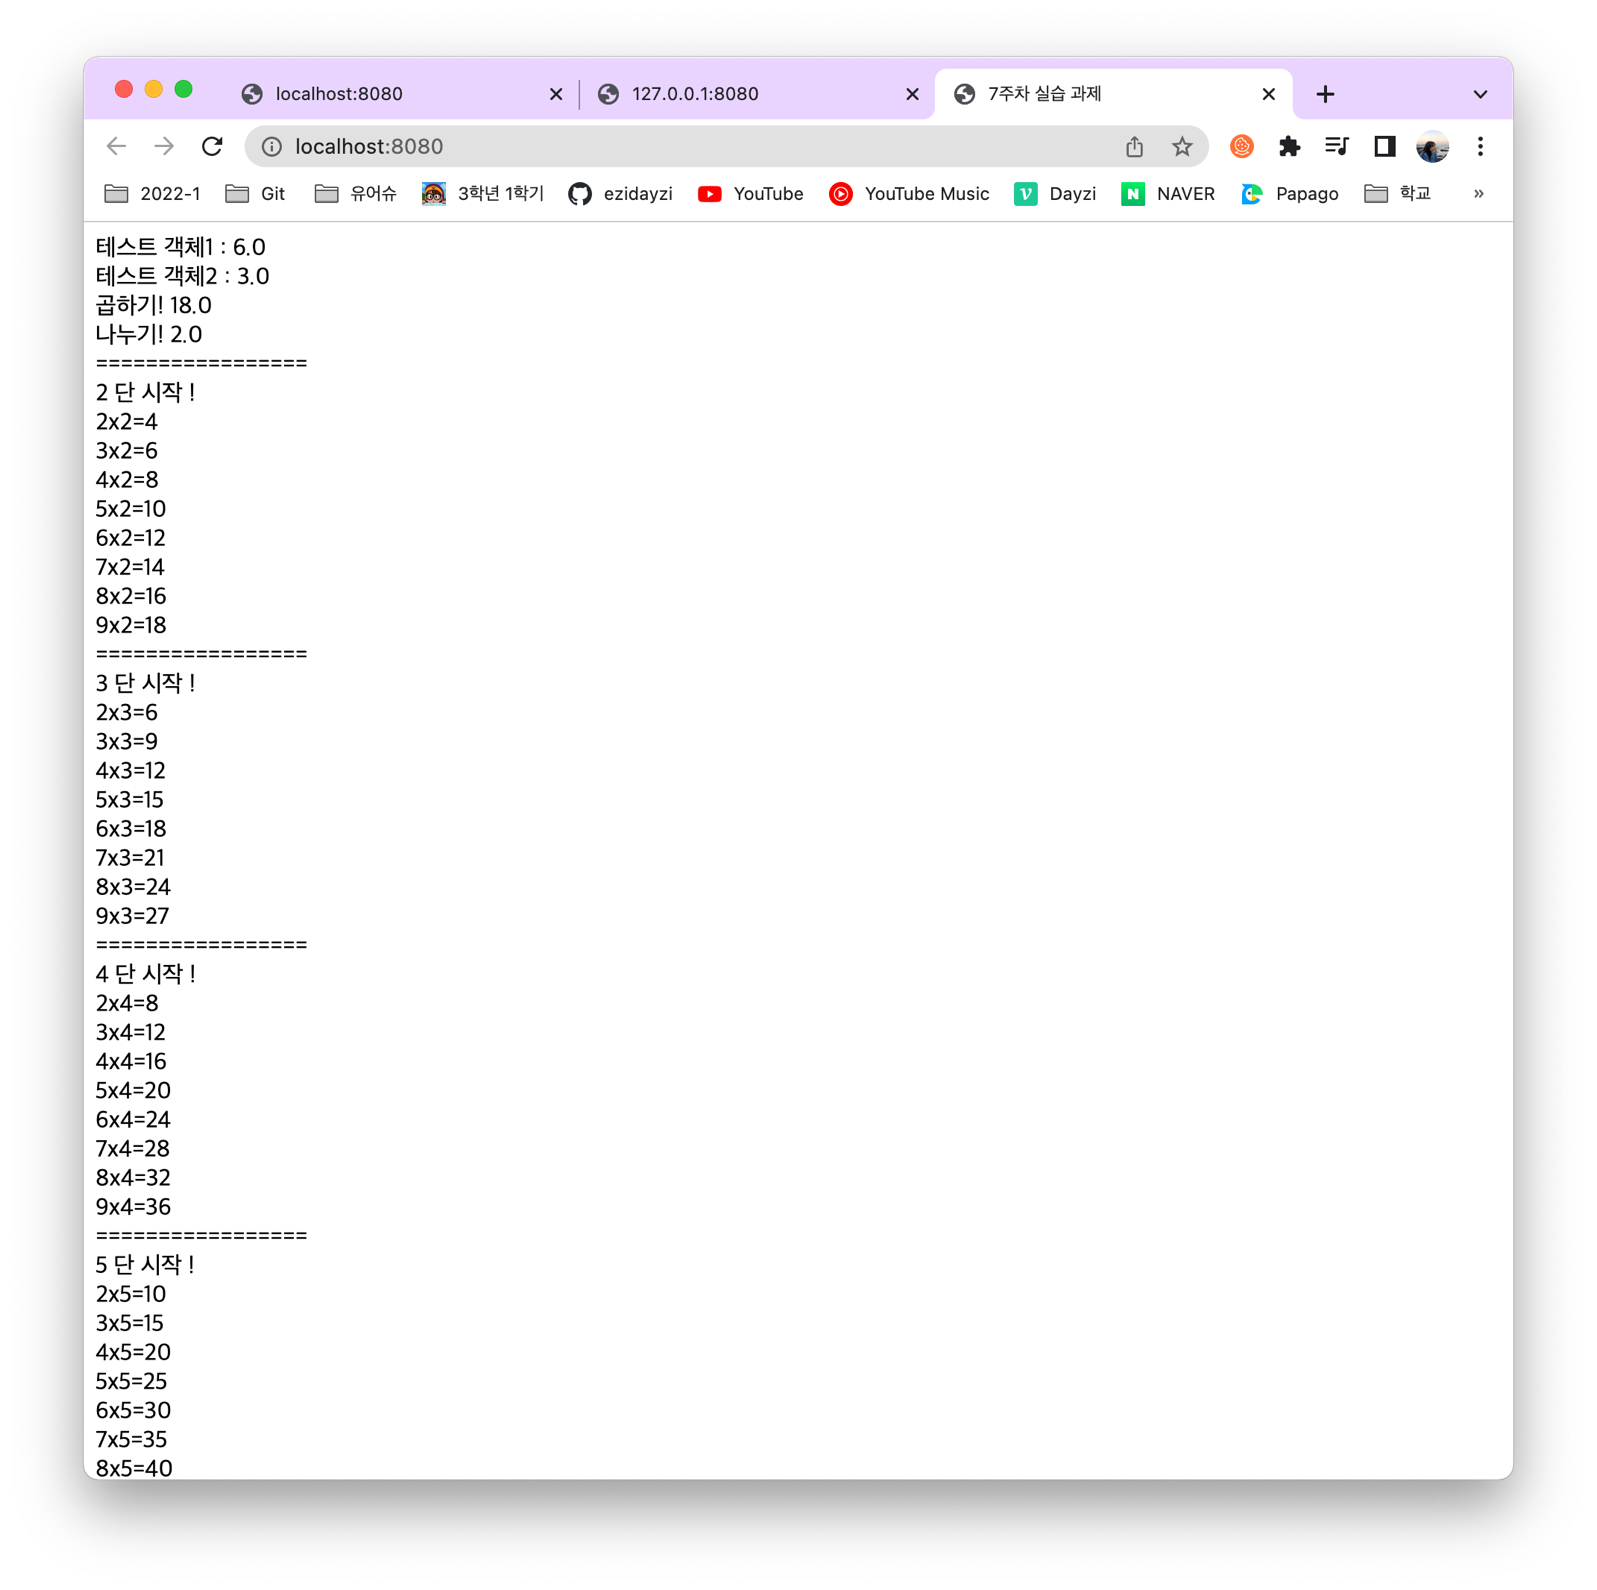 localhost:8080
127.0.0.1:8080
7주차 실습 과제
localhost:8080
2022-1 Git 유어슈 3학년 1학기 ezidayzi YouTube YouTube Music Dayzi NAVER Papago 학교 »
테스트 객체1 : 6.0
테스트 객체2 : 3.0
곱하기! 18.0
나누기! 2.0
=================
2 단 시작 !
2x2=4
3x2=6
4x2=8
5x2=10
6x2=12
7x2=14
8x2=16
9x2=18
=================
3 단 시작 !
2x3=6
3x3=9
4x3=12
5x3=15
6x3=18
7x3=21
8x3=24
9x3=27
=================
4 단 시작 !
2x4=8
3x4=12
4x4=16
5x4=20
6x4=24
7x4=28
8x4=32
9x4=36
=================
5 단 시작 !
2x5=10
3x5=15
4x5=20
5x5=25
6x5=30
7x5=35
8x5=40